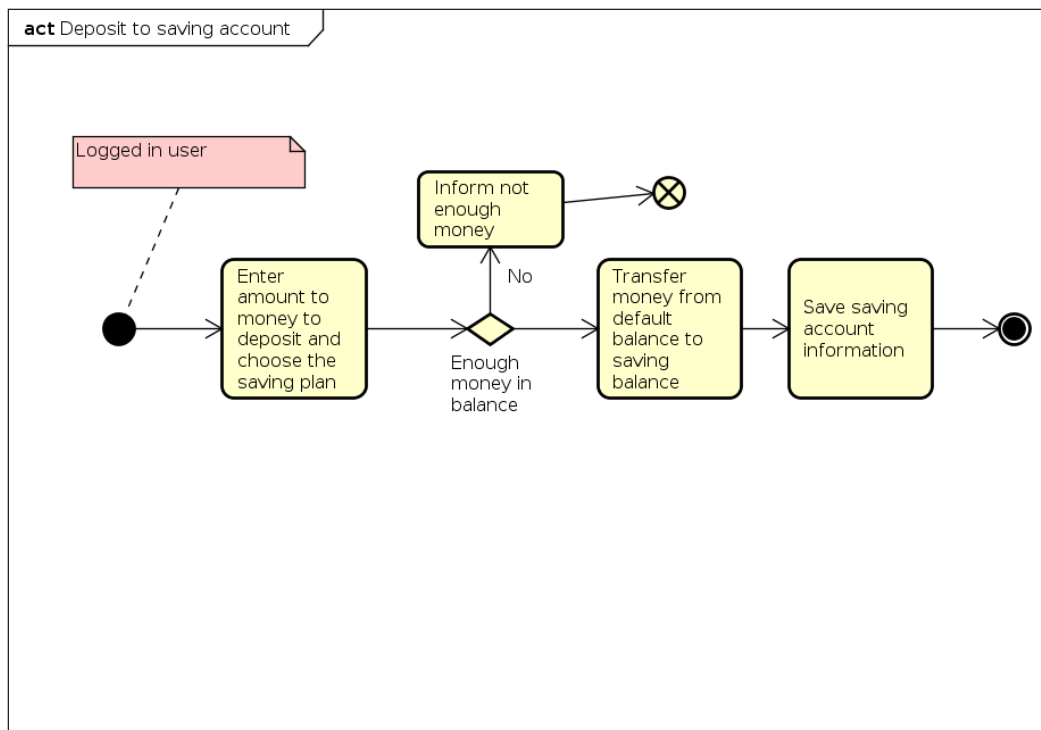 act Deposit to saving account
Logged in user
Inform not
enough
money
No
Enter
amount to
money to
deposit and
choose the
saving plan
Enough
money in
balance
Transfer
money from
default
balance to
saving
balance
Save saving
account
information